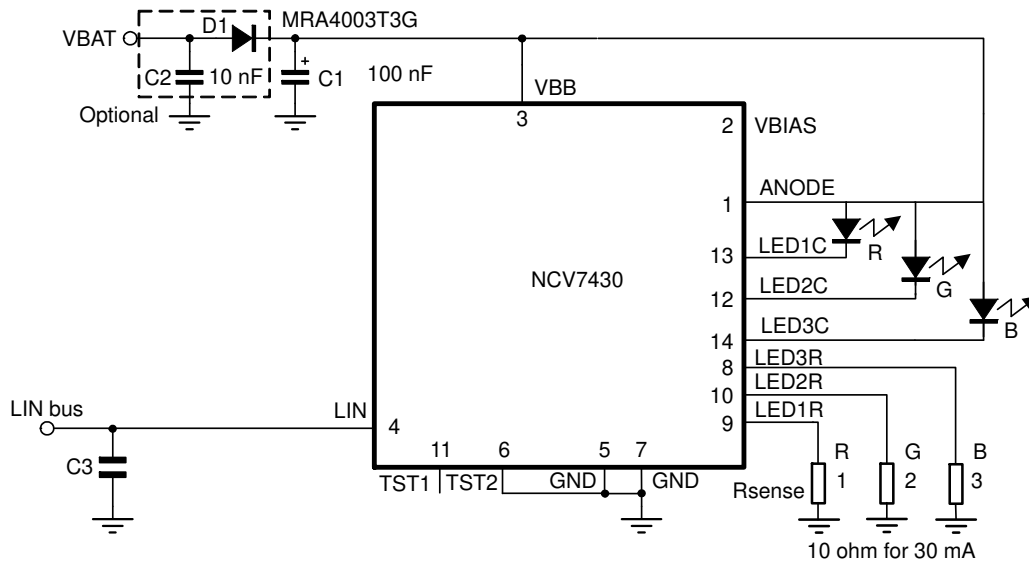 D1 MRA4003T3G
VBAT
C2 10 nF + C1 100 nF
Optional
VBB
3
2 VBIAS
ANODE
1
LED1C R
13
NCV7430
LED2C G
12
LED3C B
14
LED3R
8
LED2R
10
LED1R
9
LIN bus LIN
4
C3
11 6 5 7
TST1 TST2 GND GND
R G B
Rsense 1 2 3
10 ohm for 30 mA